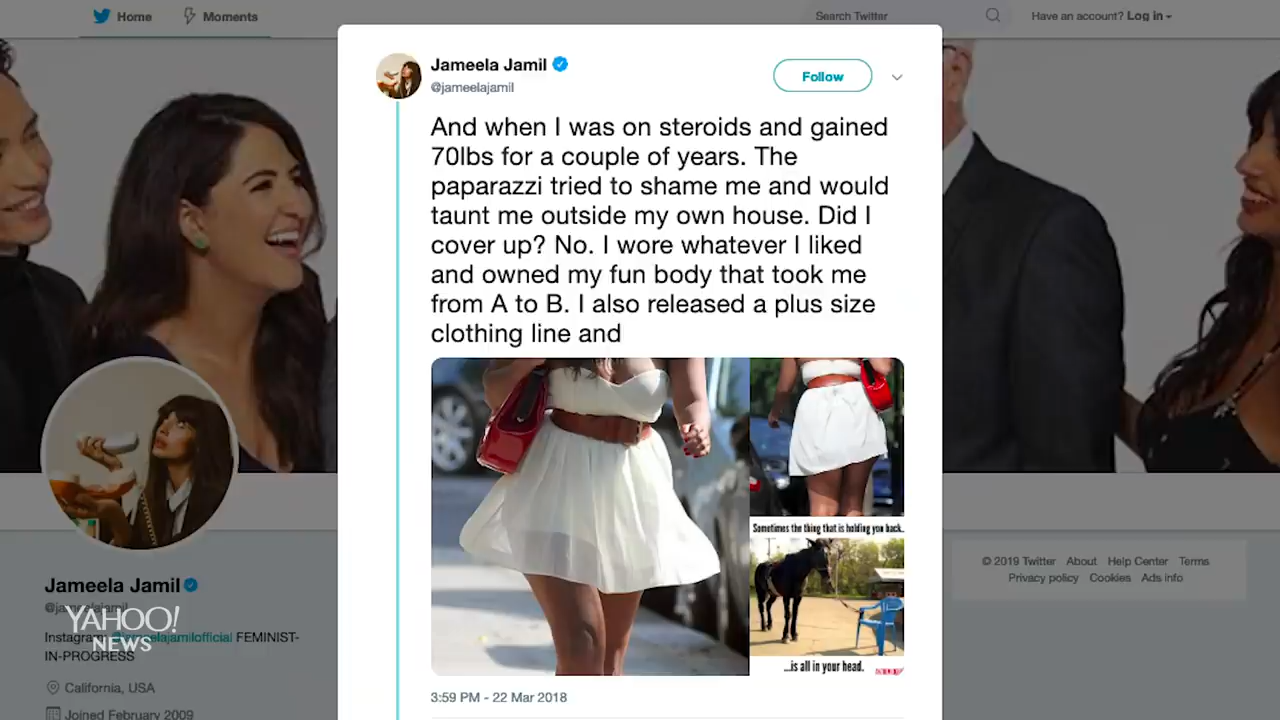 Home
Moments
Search Twitter
Have an account? Log in
Jameela Jamil
@jameelajamil
Follow
And when I was on steroids and gained
70lbs for a couple of years. The
paparazzi tried to shame me and would
taunt me outside my own house. Did I
cover up? No. I wore whatever I liked
and owned my fun body that took me
from A to B. I also released a plus size
clothing line and
Sometimes the thing that is holding you back..
...is all in your head.
3:59 PM - 22 Mar 2018
Jameela Jamil
@jameelajamil
Instagram: @jameelajamilofficial FEMINIST-
IN-PROGRESS
California, USA
Joined February 2009
YAHOO!
NEWS
© 2019 Twitter About Help Center Terms
Privacy policy Cookies Ads info